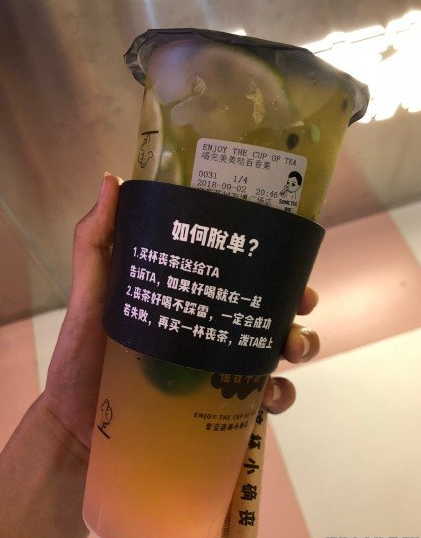 ENJOY THE CUP OF TEA
喝完美美哒百香果
0031 1/4
2018-09-02 20:46
如何脱单？
1.买杯丧茶送给TA
告诉TA，如果好喝就在一起
2.丧茶好喝不踩雷，一定会成功
若失败，再买一杯丧茶，泼TA脸上
ENJOY THE CUP OF
杯小确丧